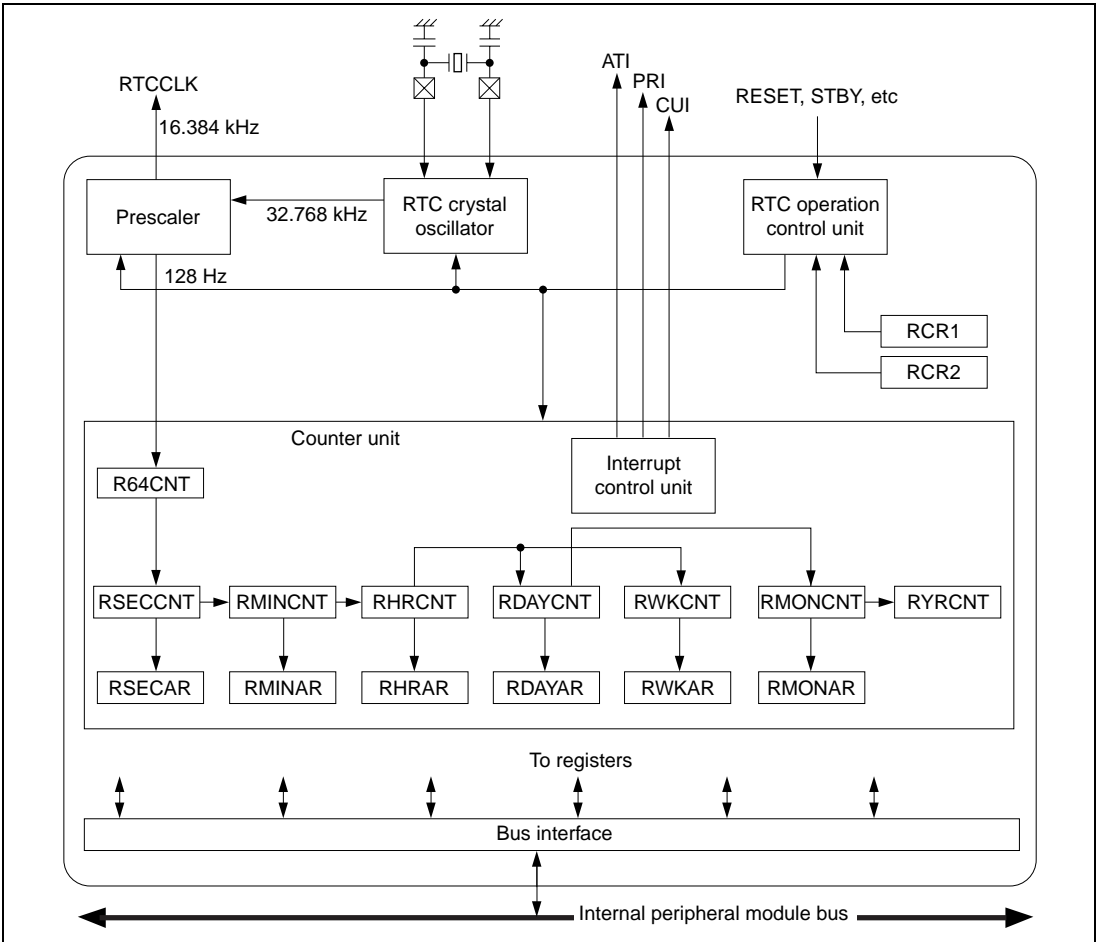 ATI
PRI
CUI
RTCCLK
16.384 kHz
RESET, STBY, etc
Prescaler
32.768 kHz
RTC crystal
oscillator
RTC operation
control unit
128 Hz
RCR1
RCR2
Counter unit
Interrupt
control unit
R64CNT
RSECCNT
RMINCNT
RHRCNT
RDAYCNT
RWKCNT
RMONCNT
RYRCNT
RSECAR
RMINAR
RHRAR
RDAYAR
RWKAR
RMONAR
To registers
Bus interface
Internal peripheral module bus